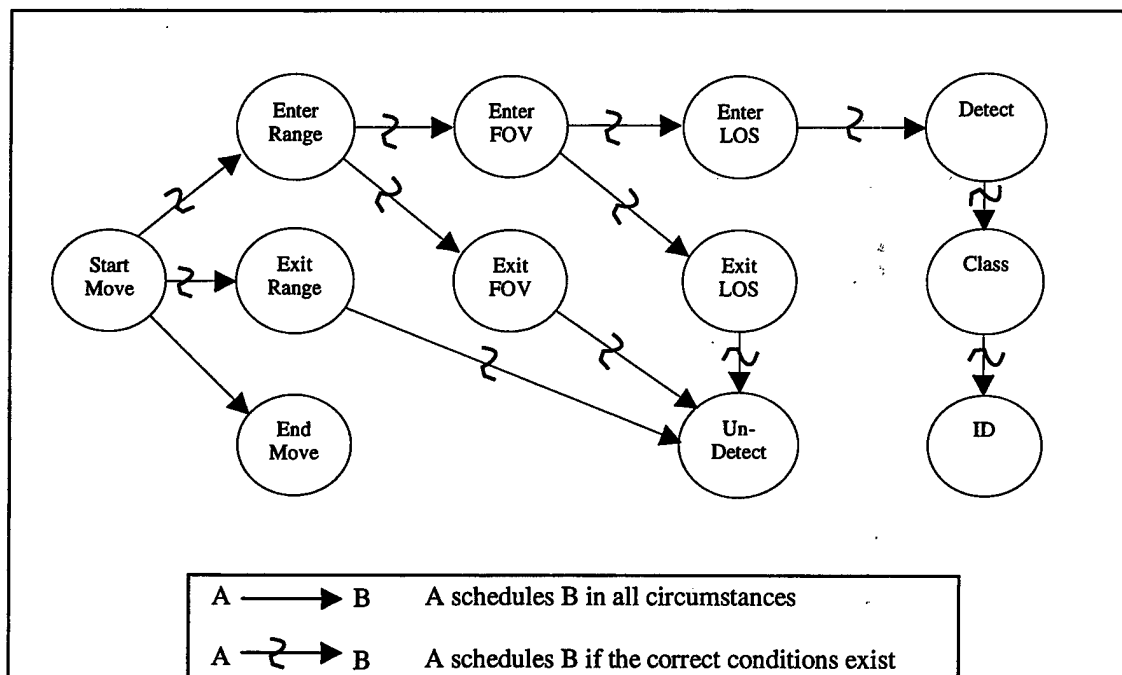 Enter
Range
Enter
FOV
Enter
LOS
Detect
Start
Move
Exit
Range
Exit
FOV
Exit
LOS
Class
End
Move
Un-
Detect
ID
A B A schedules B in all circumstances
A B A schedules B if the correct conditions exist